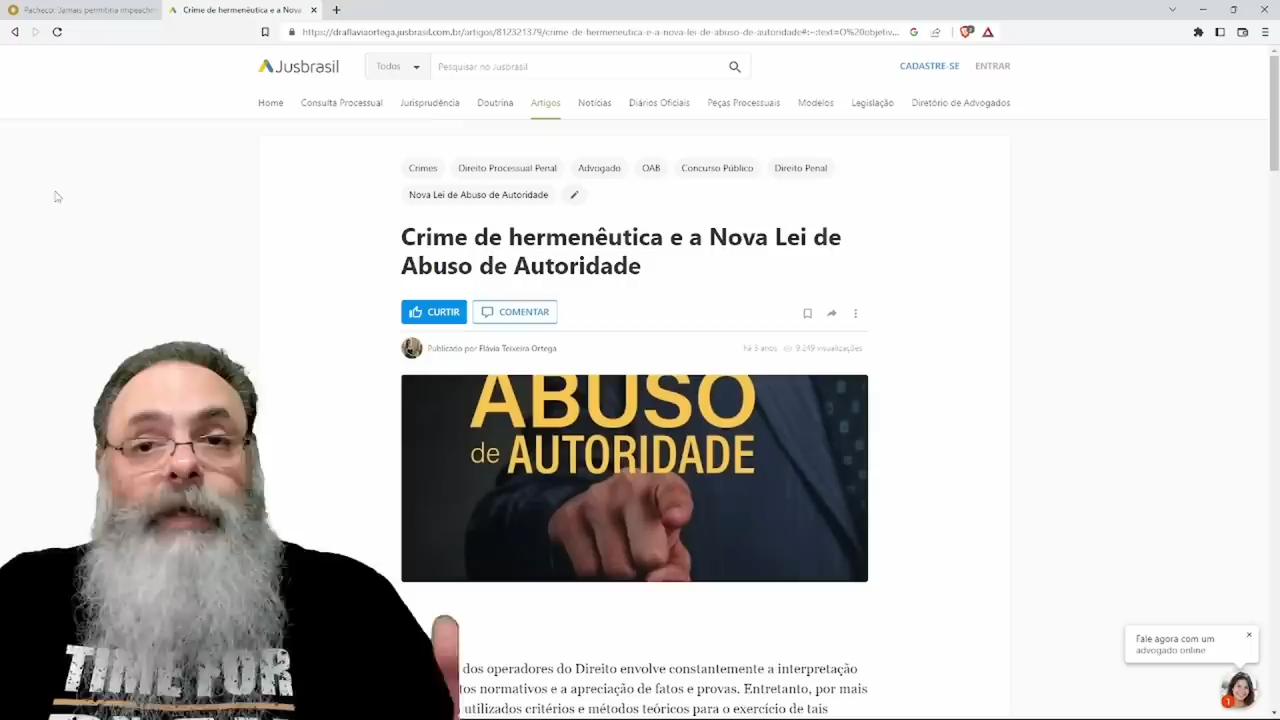 Pacheco: Jamais permitiria impeachm
Crime de hermenêutica e a Nova
https://draflaviaortega.jusbrasil.com.br/artigos/812321379/crime-de-hermeneutica-e-a-nova-lei-de-abuso-de-autoridade#:~:text=O%20objetiv...
Jusbrasil
Todos
Pesquisar no Jusbrasil
CADASTRE-SE
ENTRAR
Home
Consulta Processual
Jurisprudência
Doutrina
Artigos
Notícias
Diários Oficiais
Peças Processuais
Modelos
Legislação
Diretório de Advogados
Crimes
Direito Processual Penal
Advogado
OAB
Concurso Público
Direito Penal
Nova Lei de Abuso de Autoridade
Crime de hermenêutica e a Nova Lei de
Abuso de Autoridade
CURTIR
COMENTAR
Publicado por Flávia Teixeira Ortega
há 3 anos
9.249 visualizações
ABUSO
de AUTORIDADE
dos operadores do Direito envolve constantemente a interpretação
tos normativos e a apreciação de fatos e provas. Entretanto, por mais
utilizados critérios e métodos teóricos para o exercício de tais
Fale agora com um
advogado online
1
TIME FOR